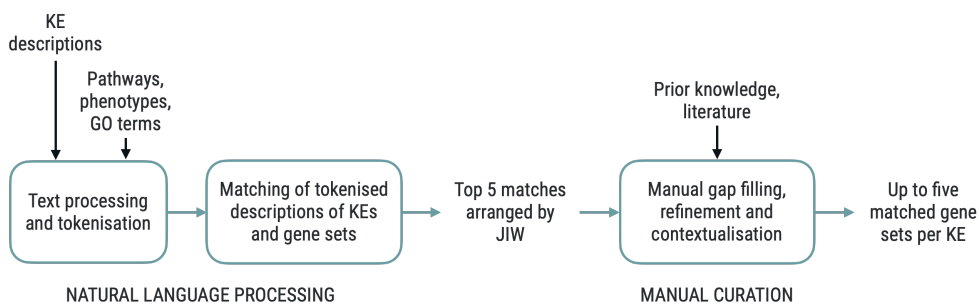 KE
descriptions
Pathways,
phenotypes,
GO terms
Text processing
and tokenisation
Matching of tokenised
descriptions of KEs
and gene sets
Top 5 matches
arranged by
JIW
Prior knowledge,
literature
Manual gap filling,
refinement and
contextualisation
Up to five
matched gene
sets per KE
NATURAL LANGUAGE PROCESSING
MANUAL CURATION